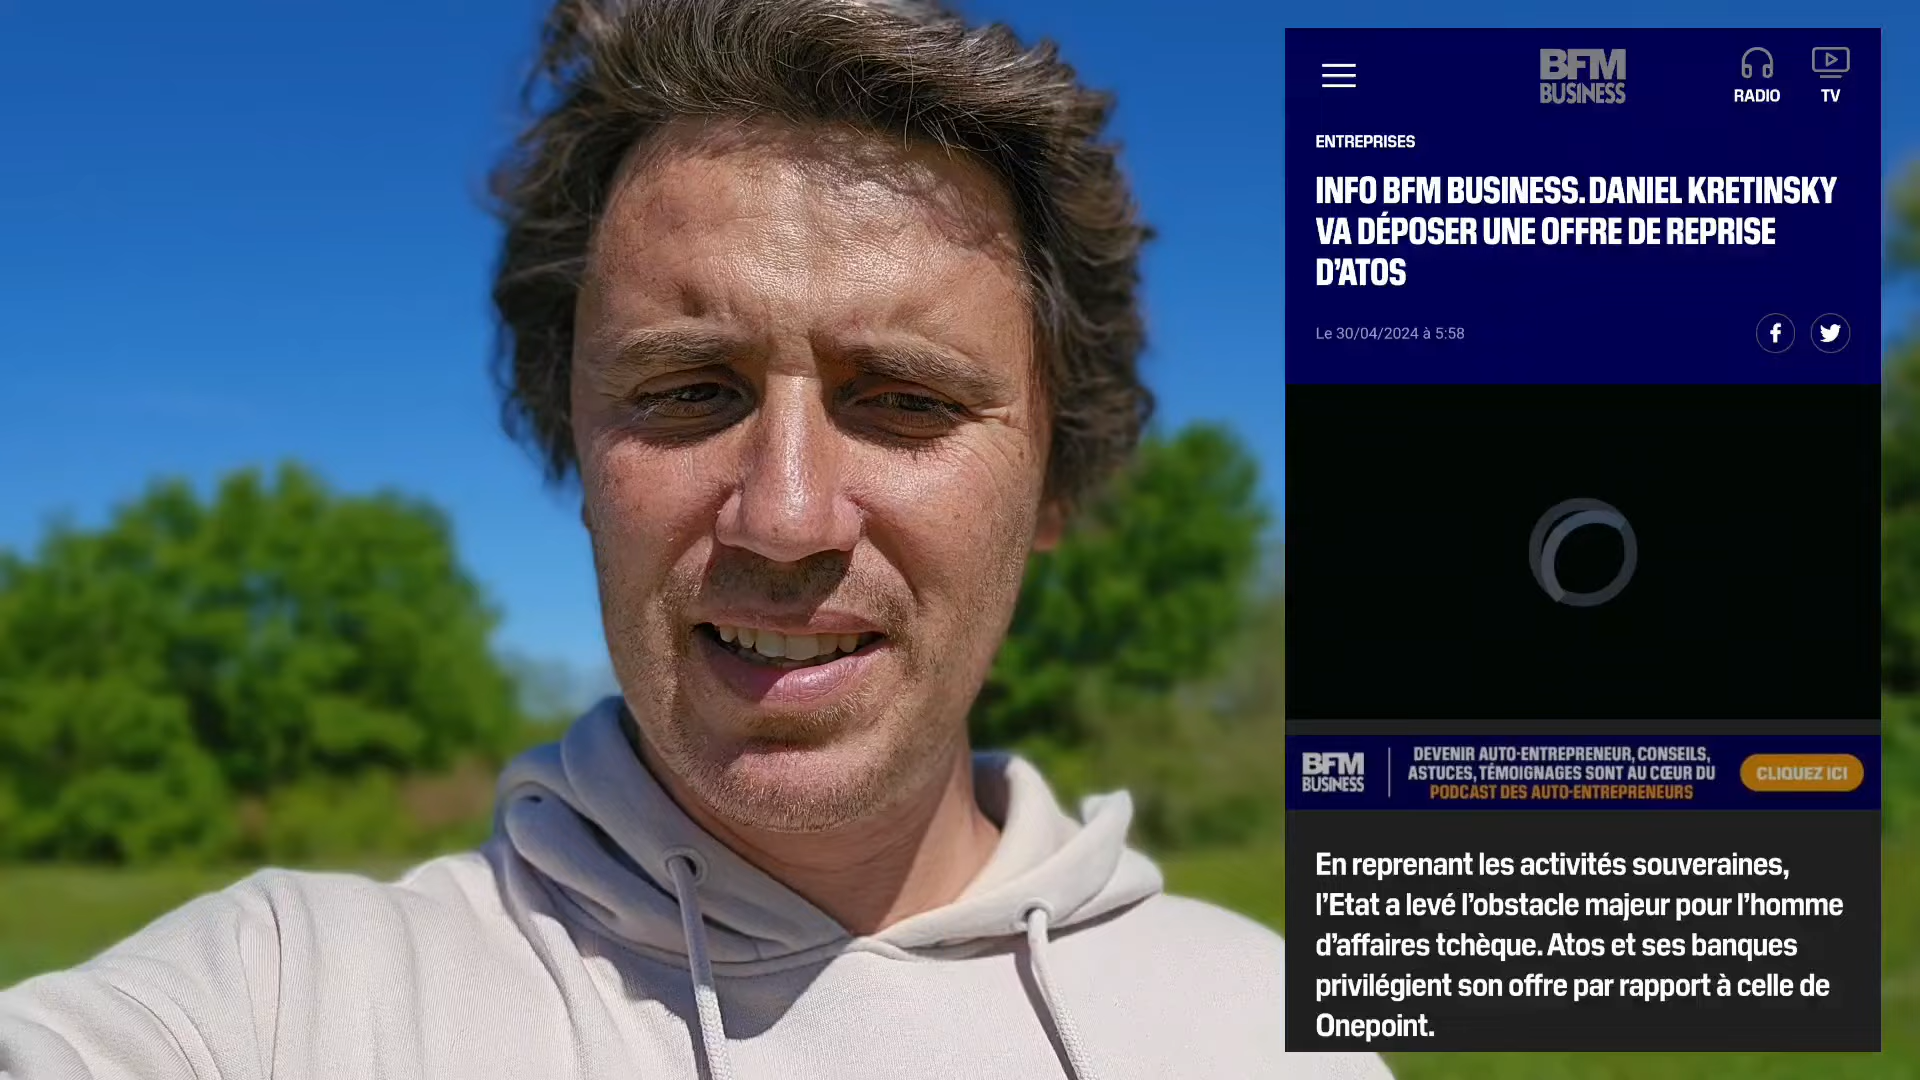 BFM
BUSINESS
RADIO
TV
ENTREPRISES
INFO BFM BUSINESS. DANIEL KRETINSKY
VA DÉPOSER UNE OFFRE DE REPRISE
D'ATOS
Le 30/04/2024 à 5:58
BFM
BUSINESS
DEVENIR AUTO-ENTREPRENEUR, CONSEILS,
ASTUCES, TÉMOIGNAGES SONT AU CŒUR DU
PODCAST DES AUTO-ENTREPRENEURS
CLIQUEZ ICI
En reprenant les activités souveraines,
l'Etat a levé l'obstacle majeur pour l'homme
d'affaires tchèque. Atos et ses banques
privilégient son offre par rapport à celle de
Onepoint.